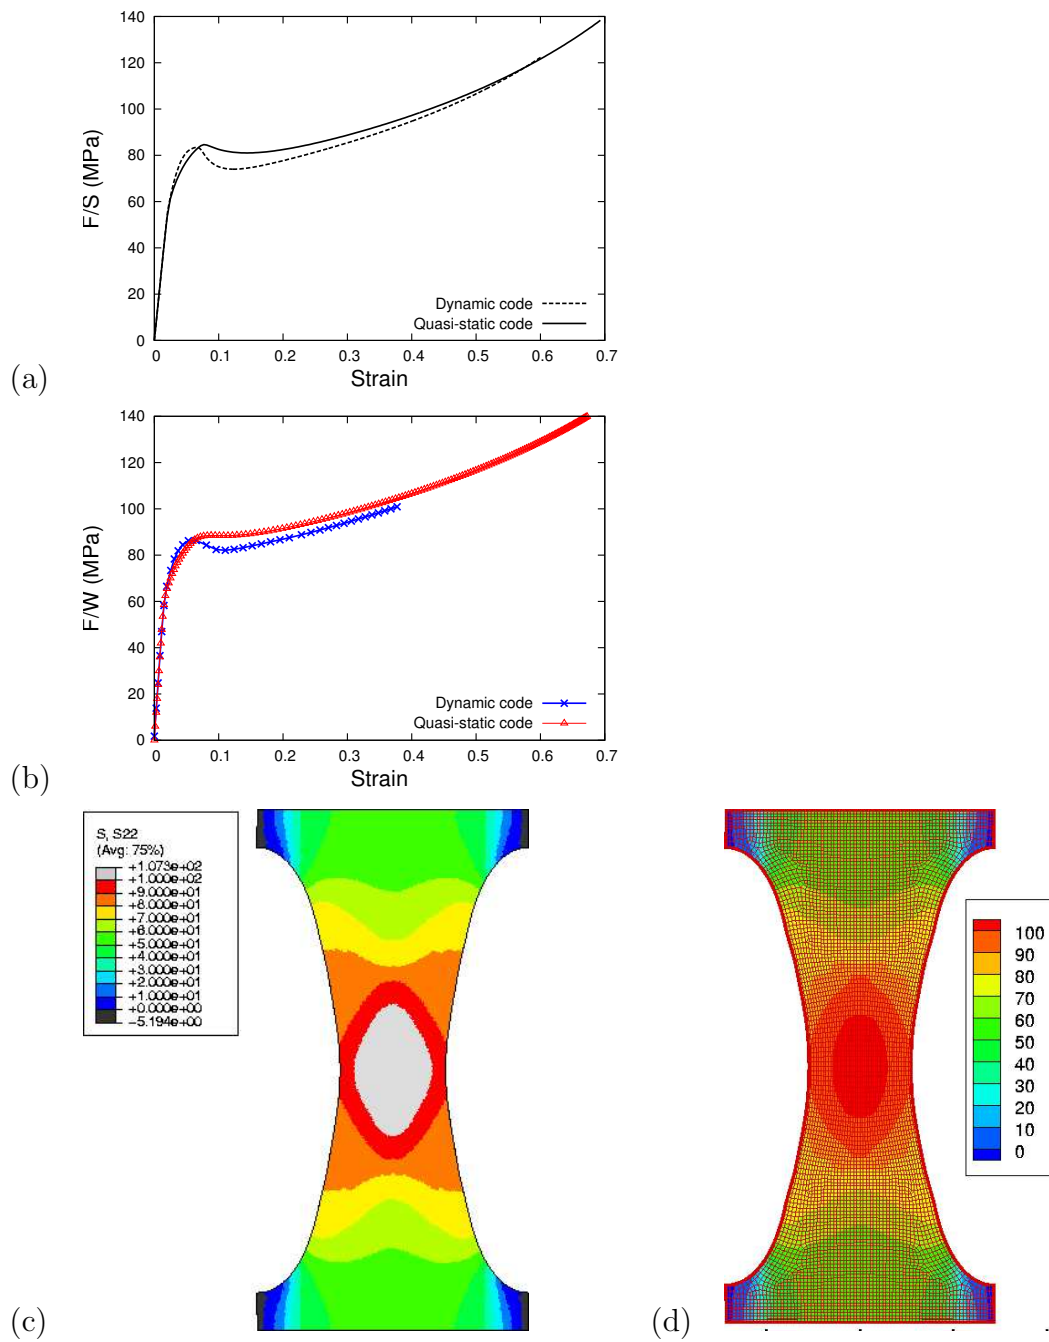 140
120
100
80
60
40
20
0
F/S (MPa)
Dynamic code
Quasi-static code
0 0.1 0.2 0.3 0.4 0.5 0.6 0.7
Strain
(a)
140
120
100
80
60
40
20
0
F/W (MPa)
Dynamic code
Quasi-static code
0 0.1 0.2 0.3 0.4 0.5 0.6 0.7
Strain
(b)
S, S22
(Avg: 75%)
+1.073e+02
+1.000e+02
+9.000e+01
+8.000e+01
+7.000e+01
+6.000e+01
+5.000e+01
+4.000e+01
+3.000e+01
+2.000e+01
+1.000e+01
+0.000e+00
-5.194e+00
(c)
100
90
80
70
60
50
40
30
20
10
0
(d)